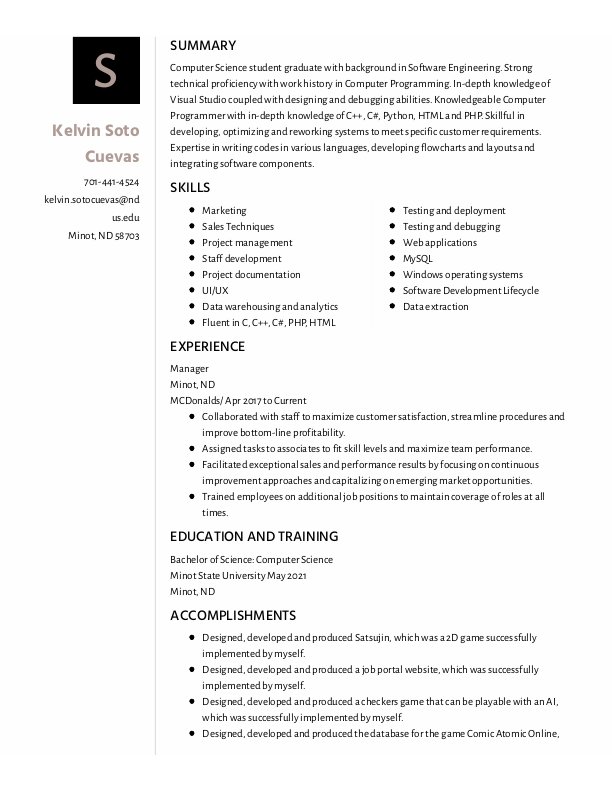 S
Kelvin Soto
Cuevas
701-441-4524
kelvin.sotocuevas@nd
us.edu
Minot, ND 58703
SUMMARY
Computer Science student graduate with background in Software Engineering. Strong
technical proficiency with work history in Computer Programming. In-depth knowledge of
Visual Studio coupled with designing and debugging abilities. Knowledgeable Computer
Programmer with in-depth knowledge of C++, C#, Python, HTML and PHP. Skillful in
developing, optimizing and reworking systems to meet specific customer requirements.
Expertise in writing codes in various languages, developing flowcharts and layouts and
integrating software components.
SKILLS
● Marketing
● Sales Techniques
● Project management
● Staff development
● Project documentation
● UI/UX
● Data warehousing and analytics
● Fluent in C, C++, C#, PHP, HTML
● Testing and deployment
● Testing and debugging
● Web applications
● MySQL
● Windows operating systems
● Software Development Lifecycle
● Data extraction
EXPERIENCE
Manager
Minot, ND
MCDonalds/ Apr 2017 to Current
● Collaborated with staff to maximize customer satisfaction, streamline procedures and
improve bottom-line profitability.
● Assigned tasks to associates to fit skill levels and maximize team performance.
● Facilitated exceptional sales and performance results by focusing on continuous
improvement approaches and capitalizing on emerging market opportunities.
● Trained employees on additional job positions to maintain coverage of roles at all
times.
EDUCATION AND TRAINING
Bachelor of Science: Computer Science
Minot State University May 2021
Minot, ND
ACCOMPLISHMENTS
● Designed, developed and produced Satsujin, which was a 2D game successfully
implemented by myself.
● Designed, developed and produced a job portal website, which was successfully
implemented by myself.
● Designed, developed and produced a checkers game that can be playable with an AI,
which was successfully implemented by myself.
● Designed, developed and produced the database for the game Comic Atomic Online,